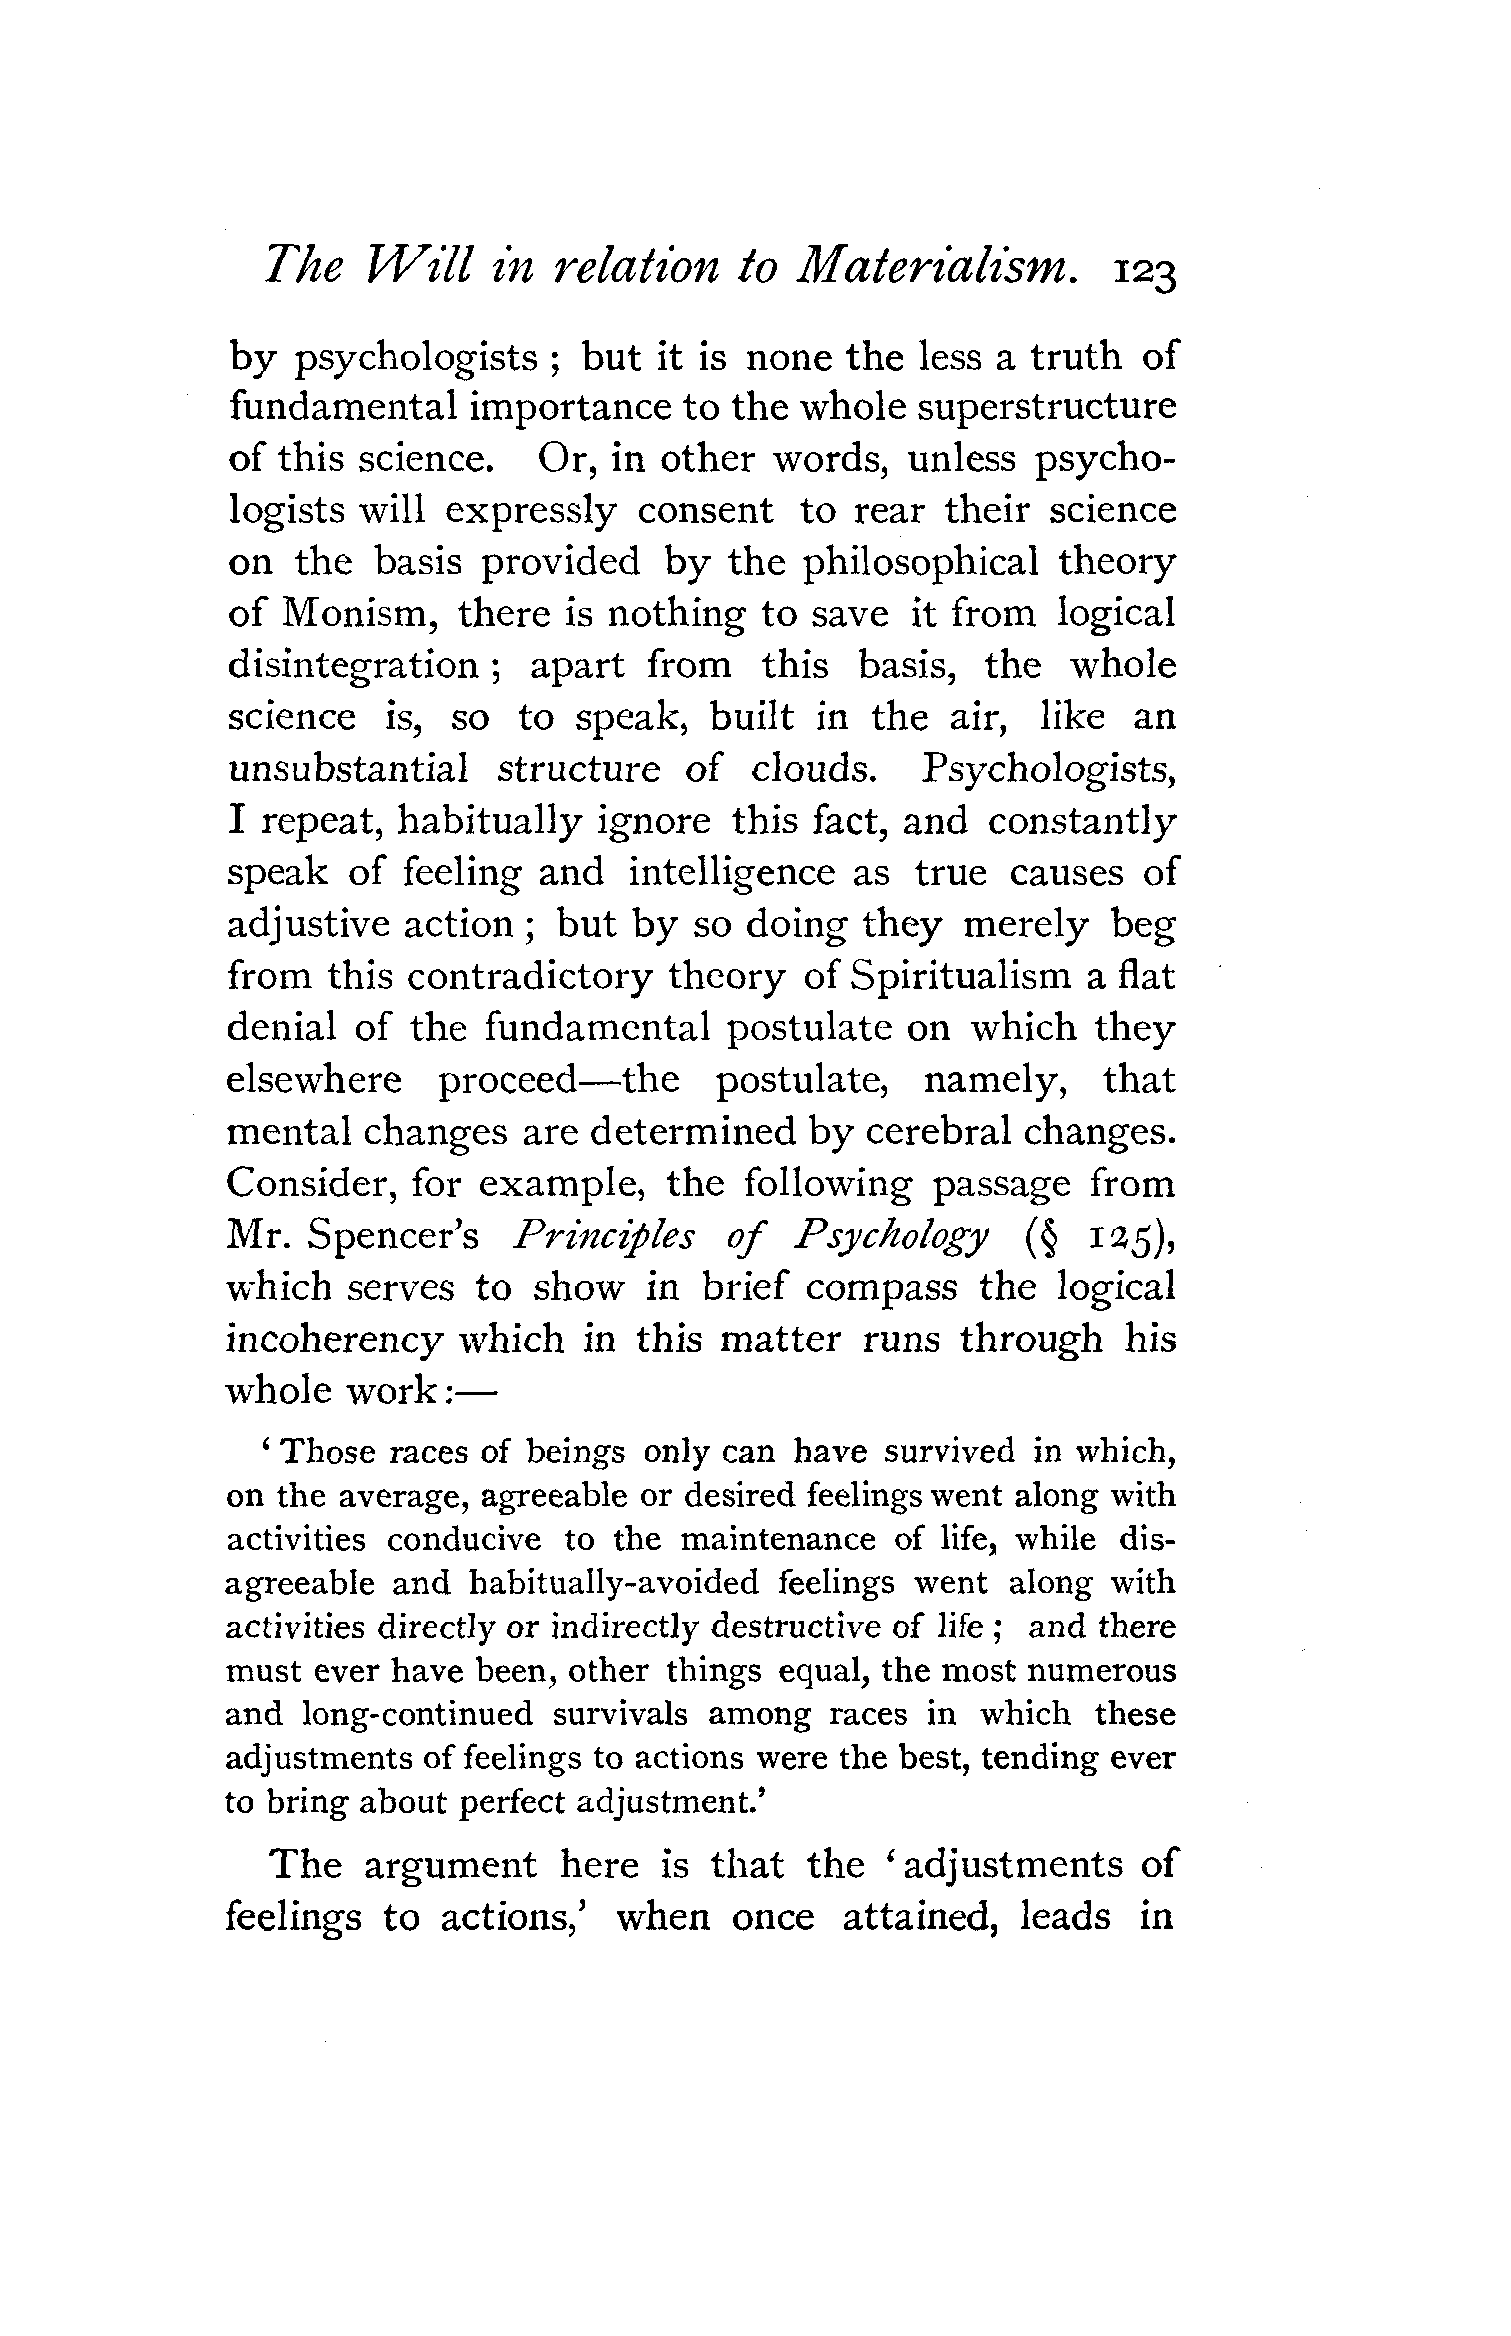 The Will in relation to Materialism. 123
by psychologists ; but it is none the less a truth of
fundamental importance to the whole superstructure
of this science. Or, in other words, unless psycho-
logists will expressly consent to rear their science
on the basis provided by the philosophical theory
of Monism, there is nothing to save it from logical
disintegration ; apart from this basis, the whole
science is, so to speak, built in the air, like an
unsubstantial structure of clouds. Psychologists,
I repeat, habitually ignore this fact, and constantly
speak of feeling and intelligence as true causes of
adjustive action ; but by so doing they merely beg
from this contradictory theory of Spiritualism a flat
denial of the fundamental postulate on which they
elsewhere proceed—the postulate, namely, that
mental changes are determined by cerebral changes.
Consider, for example, the following passage from
Mr. Spencer's Principles of Psychology (§ 125),
which serves to show in brief compass the logical
incoherency which in this matter runs through his
whole work :—
‘ Those races of beings only can have survived in which,
on the average, agreeable or desired feelings went along with
activities conducive to the maintenance of life, while dis-
agreeable and habitually-avoided feelings went along with
activities directly or indirectly destructive of life ; and there
must ever have been, other things equal, the most numerous
and long-continued survivals among races in which these
adjustments of feelings to actions were the best, tending ever
to bring about perfect adjustment.’
The argument here is that the ‘ adjustments of
feelings to actions,’ when once attained, leads in